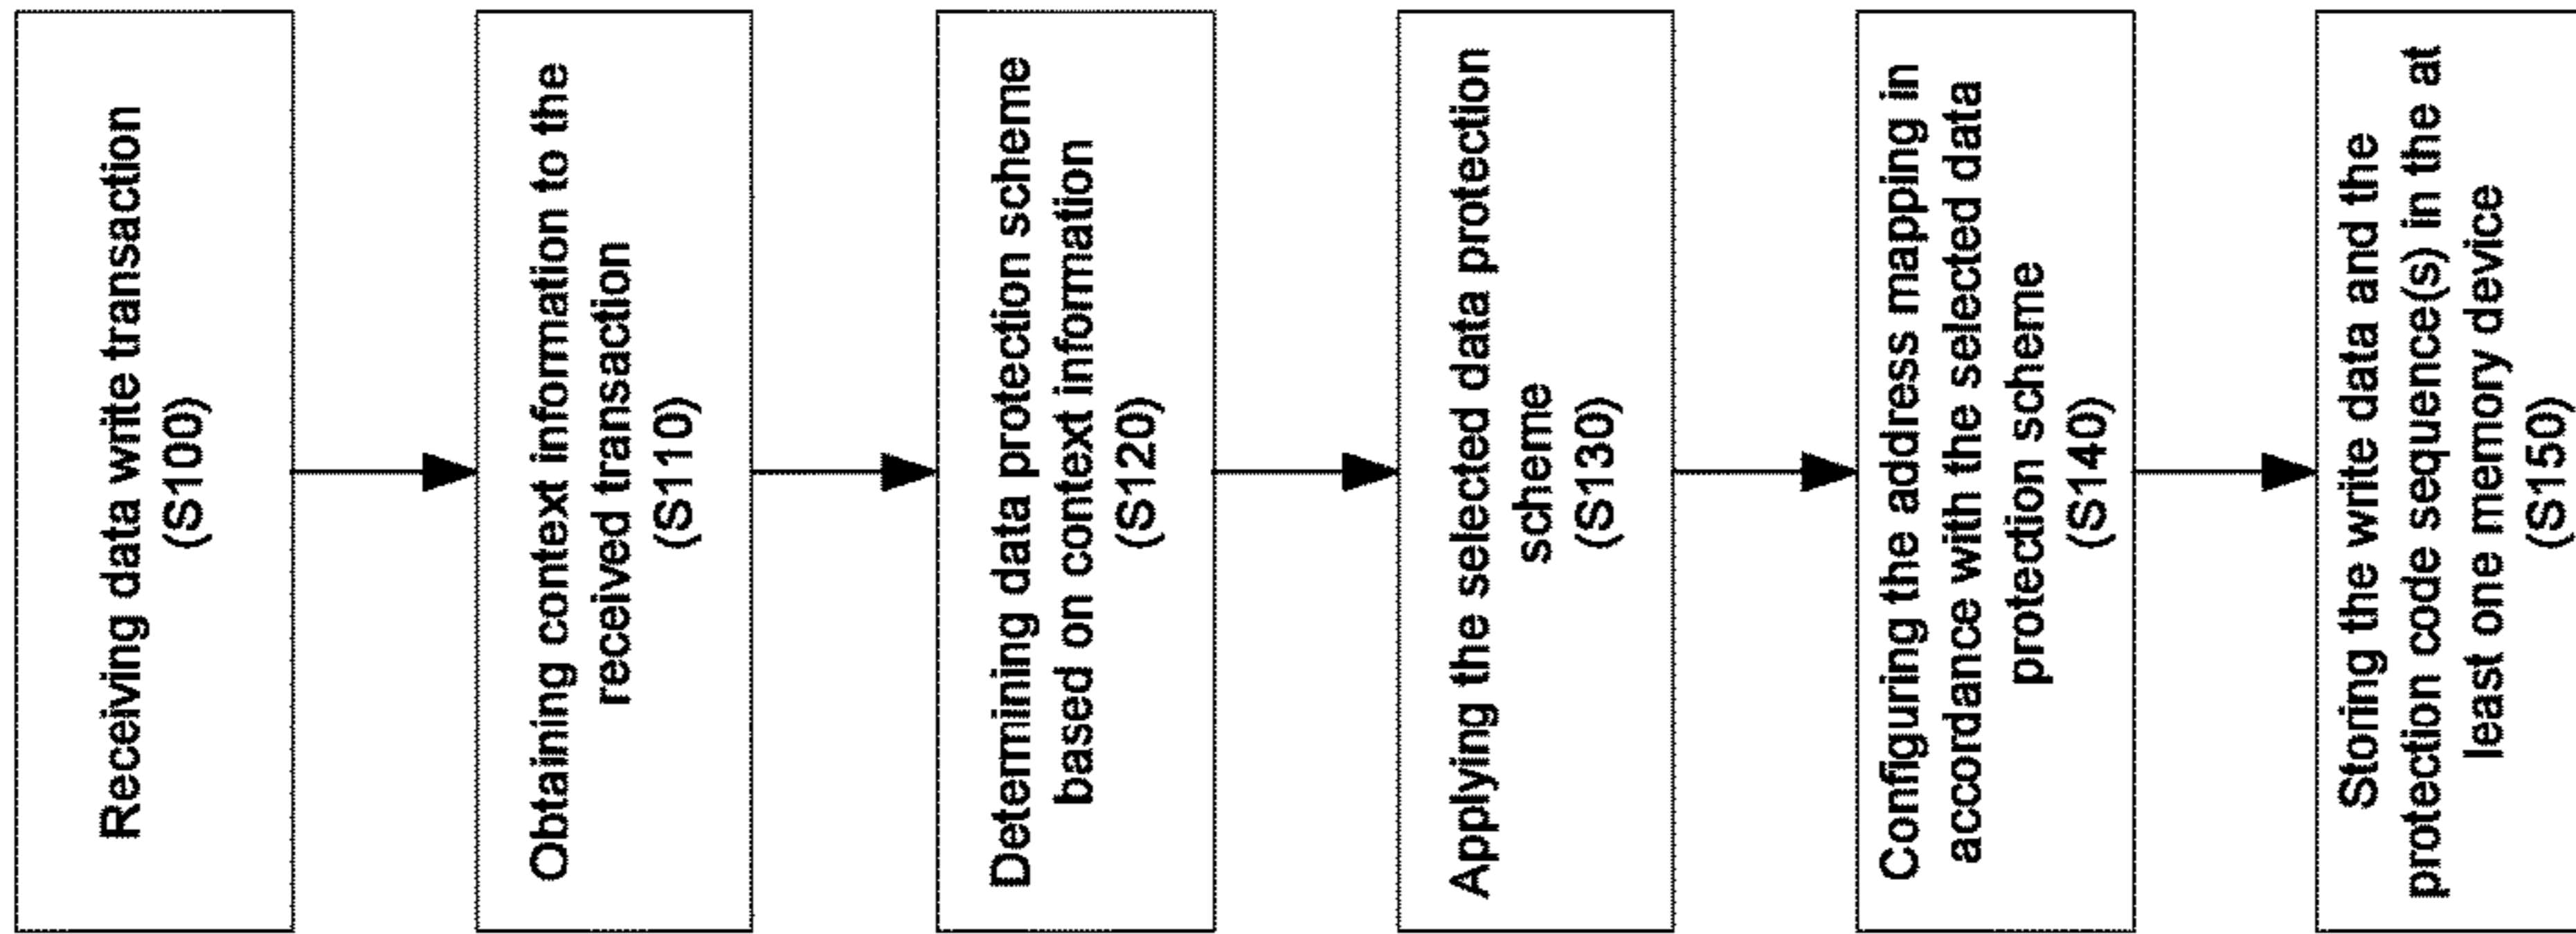 Receiving data write transaction
(S100)
Obtaining context information to the
received transaction
(S110)
Determining data protection scheme
based on context information
(S120)
Applying the selected data protection
scheme
(S130)
Configuring the address mapping in
accordance with the selected data
protection scheme
(S140)
Storing the write data and the
protection code sequence(s) in the at
least one memory device
(S150)